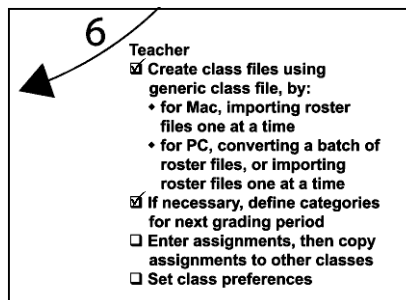 6
Teacher
☑ Create class files using
generic class file, by:
◆ for Mac, importing roster
files one at a time
◆ for PC, converting a batch of
roster files, or importing
roster files one at a time
☑ If necessary, define categories
for next grading period
☐ Enter assignments, then copy
assignments to other classes
☐ Set class preferences